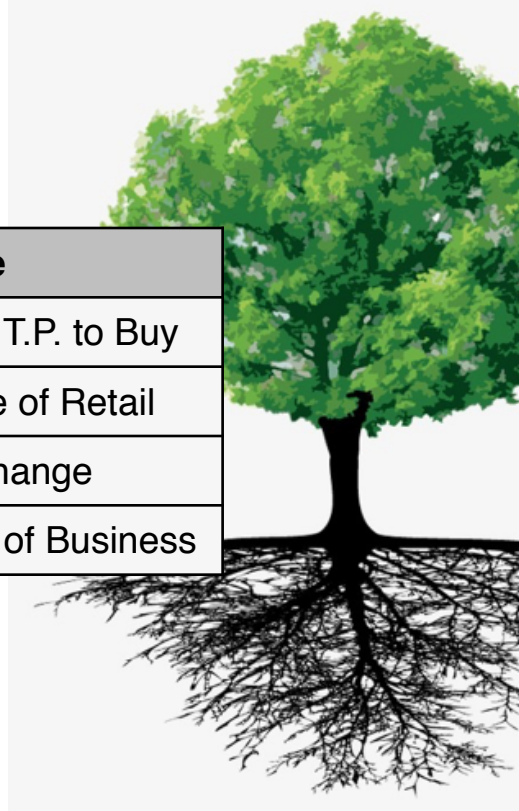 e
T.P. to Buy
e of Retail
hange
of Business